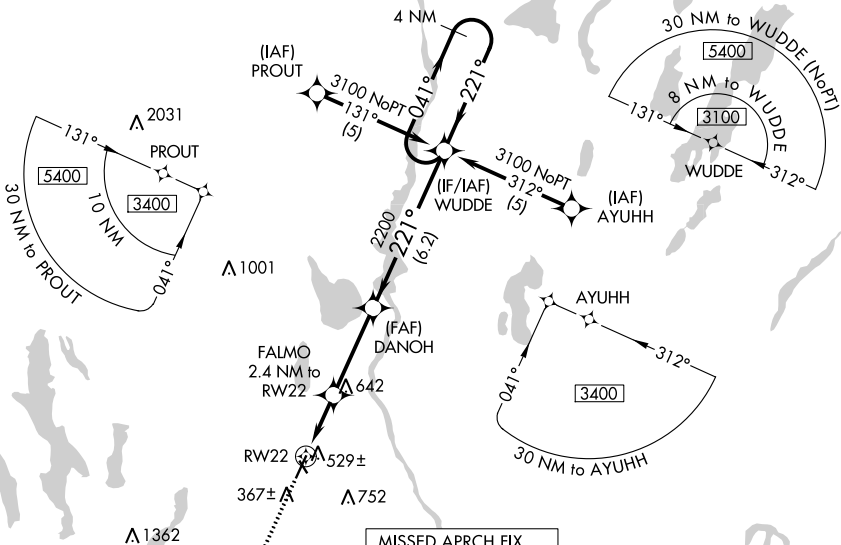 4 NM
(IAF)
PROUT
3100 NoPT
131°
(5)
041°
221°
3100 NoPT
312°
(5)
(IF/IAF)
WUDDE
(IAF)
AYUHH
2200
221°
(6.2)
(FAF)
DANOH
FALMO
2.4 NM to
RW22
642
RW22
529±
367±
752
1362
1001
2031
131°
PROUT
5400
3400
10 NM
30 NM to PROUT
041°
30 NM to WUDDE (NoPT)
5400
8 NM to WUDDE
3100
131°
312°
WUDDE
AYUHH
312°
041°
3400
30 NM to AYUHH
MISSED APRCH FIX